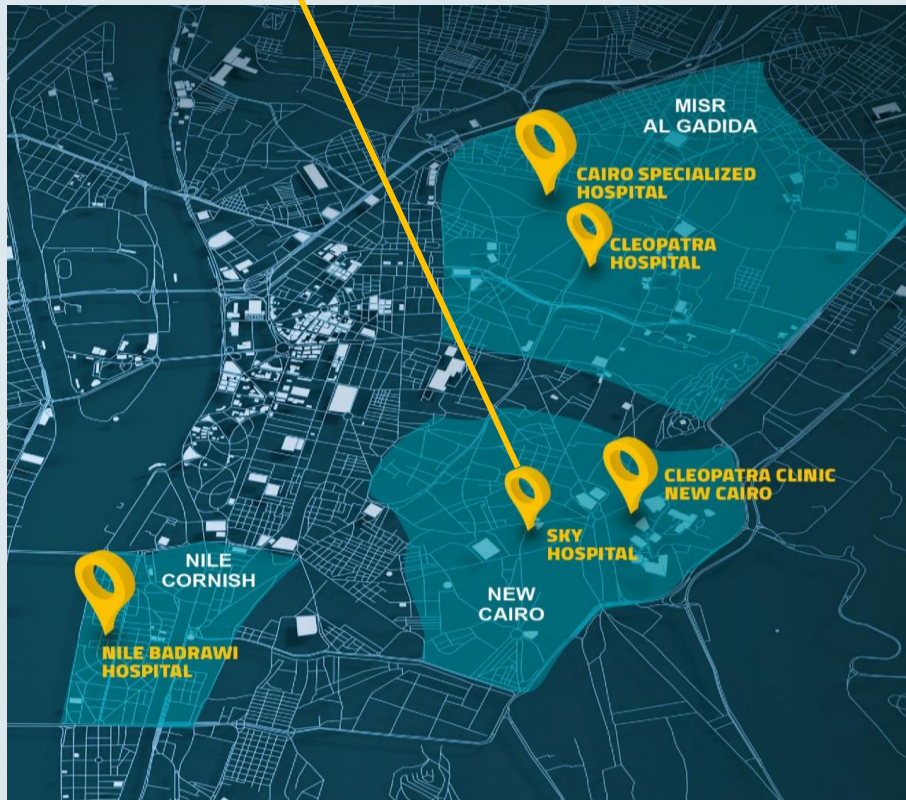 MISR
AL GADIDA
CAIRO SPECIALIZED
HOSPITAL
CLEOPATRA
HOSPITAL
CLEOPATRA CLINIC
NEW CAIRO
SKY
HOSPITAL
NEW
CAIRO
NILE
CORNISH
NILE BADRAWI
HOSPITAL